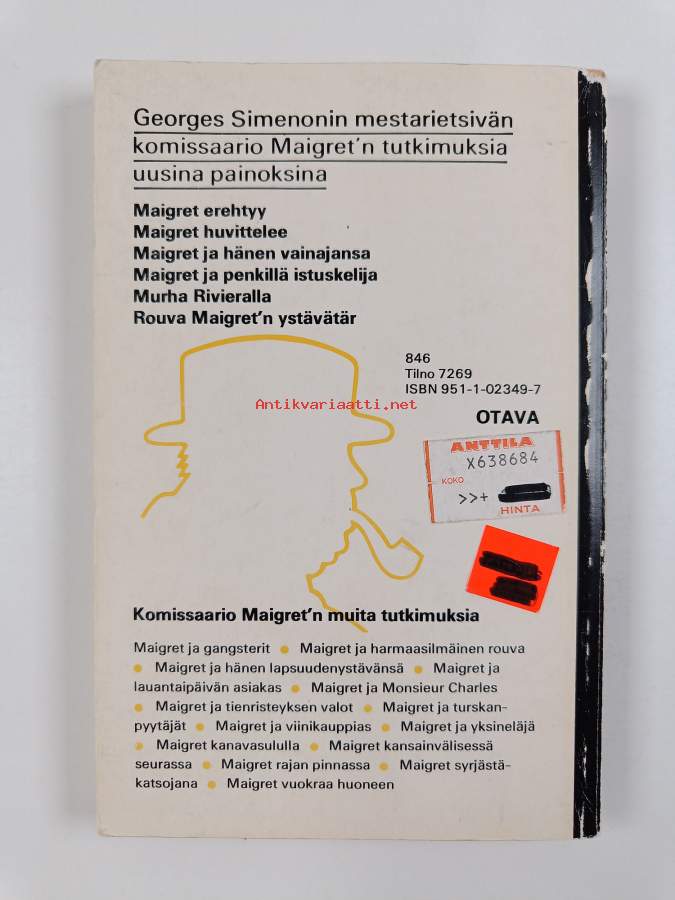 Georges Simenonin mestarietsivän
komissaario Maigret'n tutkimuksia
uusina painoksina
Maigret erehtyy
Maigret huvittelee
Maigret ja hänen vainajansa
Maigret ja penkillä istuskelija
Murha Rivieralla
Rouva Maigret'n ystävätär
846
Tilno 7269
ISBN 951-1-02349-7
Antikvariaatti.net
OTAVA
ANTTILA
X638684
KOKO
>>+
HINTA
Komissaario Maigret'n muita tutkimuksia
Maigret ja gangsterit ● Maigret ja harmaasilmäinen rouva
● Maigret ja hänen lapsuudenystävänsä ● Maigret ja
lauantaipäivän asiakas ● Maigret ja Monsieur Charles
● Maigret ja tienristeyksen valot ● Maigret ja turskan-
pyytäjät ● Maigret ja viinikauppias ● Maigret ja yksineläjä
● Maigret kanavasululla ● Maigret kansainvälisessä
seurassa ● Maigret rajan pinnassa ● Maigret syrjästä-
katsojana ● Maigret vuokraa huoneen